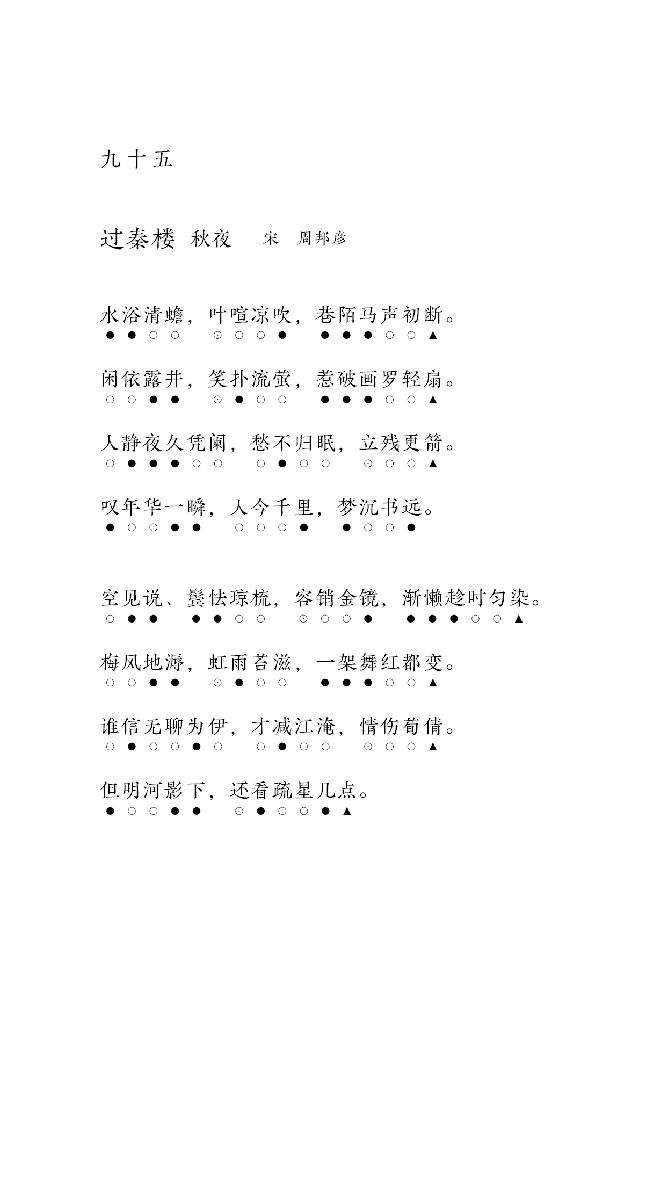 九十五
过秦楼 秋夜 宋 周邦彦
水浴清蟾，叶喧凉吹，巷陌马声初断。
●●○○ ⊙○○● ●●●○○▲
闲依露井，笑扑流萤，惹破画罗轻扇。
○○●● ⊙●○○ ●●●○○▲
人静夜久凭阑，愁不归眠，立残更箭。
○●●●○○ ○●○○ ⊙○○▲
叹年华一瞬，人今千里，梦沉书远。
●○○●● ○○○● ●○○●
空见说、鬓怯琼梳，容销金镜，渐懒趁时匀染。
○●● ●●○○ ⊙○○● ●●●○○▲
梅风地溽，虹雨苔滋，一架舞红都变。
○○●● ⊙●○○ ●●●○○▲
谁信无聊为伊，才减江淹，情伤荀倩。
○●○○●○ ○●○○ ⊙○○▲
但明河影下，还看疏星几点。
●○○●● ⊙●○○●▲